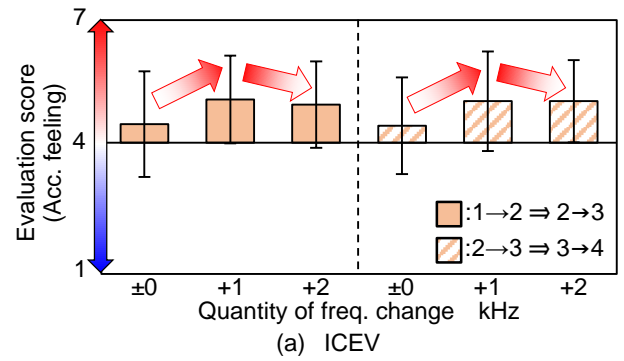 7
4
1
Evaluation score
(Acc. feeling)
:1→2 ⇒ 2→3
:2→3 ⇒ 3→4
±0 +1 +2 ±0 +1 +2
Quantity of freq. change kHz
(a) ICEV